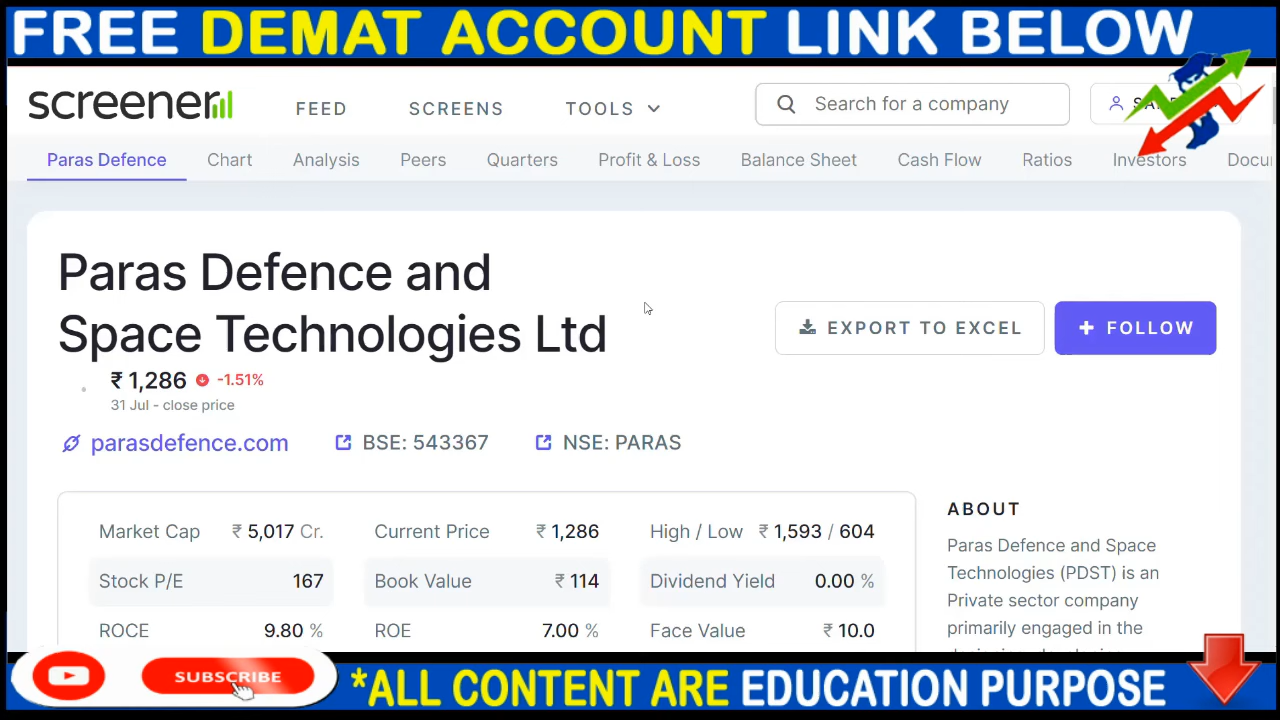 FREE DEMAT ACCOUNT LINK BELOW
screener
FEED SCREENS TOOLS Search for a company
Paras Defence Chart Analysis Peers Quarters Profit & Loss Balance Sheet Cash Flow Ratios Investors
Paras Defence and
Space Technologies Ltd
EXPORT TO EXCEL + FOLLOW
₹ 1,286 -1.51%
31 Jul - close price
parasdefence.com BSE: 543367 NSE: PARAS
Market Cap ₹ 5,017 Cr. Current Price ₹ 1,286 High / Low ₹ 1,593 / 604
Stock P/E 167 Book Value ₹ 114 Dividend Yield 0.00 %
ROCE 9.80 % ROE 7.00 % Face Value ₹ 10.0
ABOUT
Paras Defence and Space
Technologies (PDST) is an
Private sector company
primarily engaged in the
SUBSCRIBE
*ALL CONTENT ARE EDUCATION PURPOSE